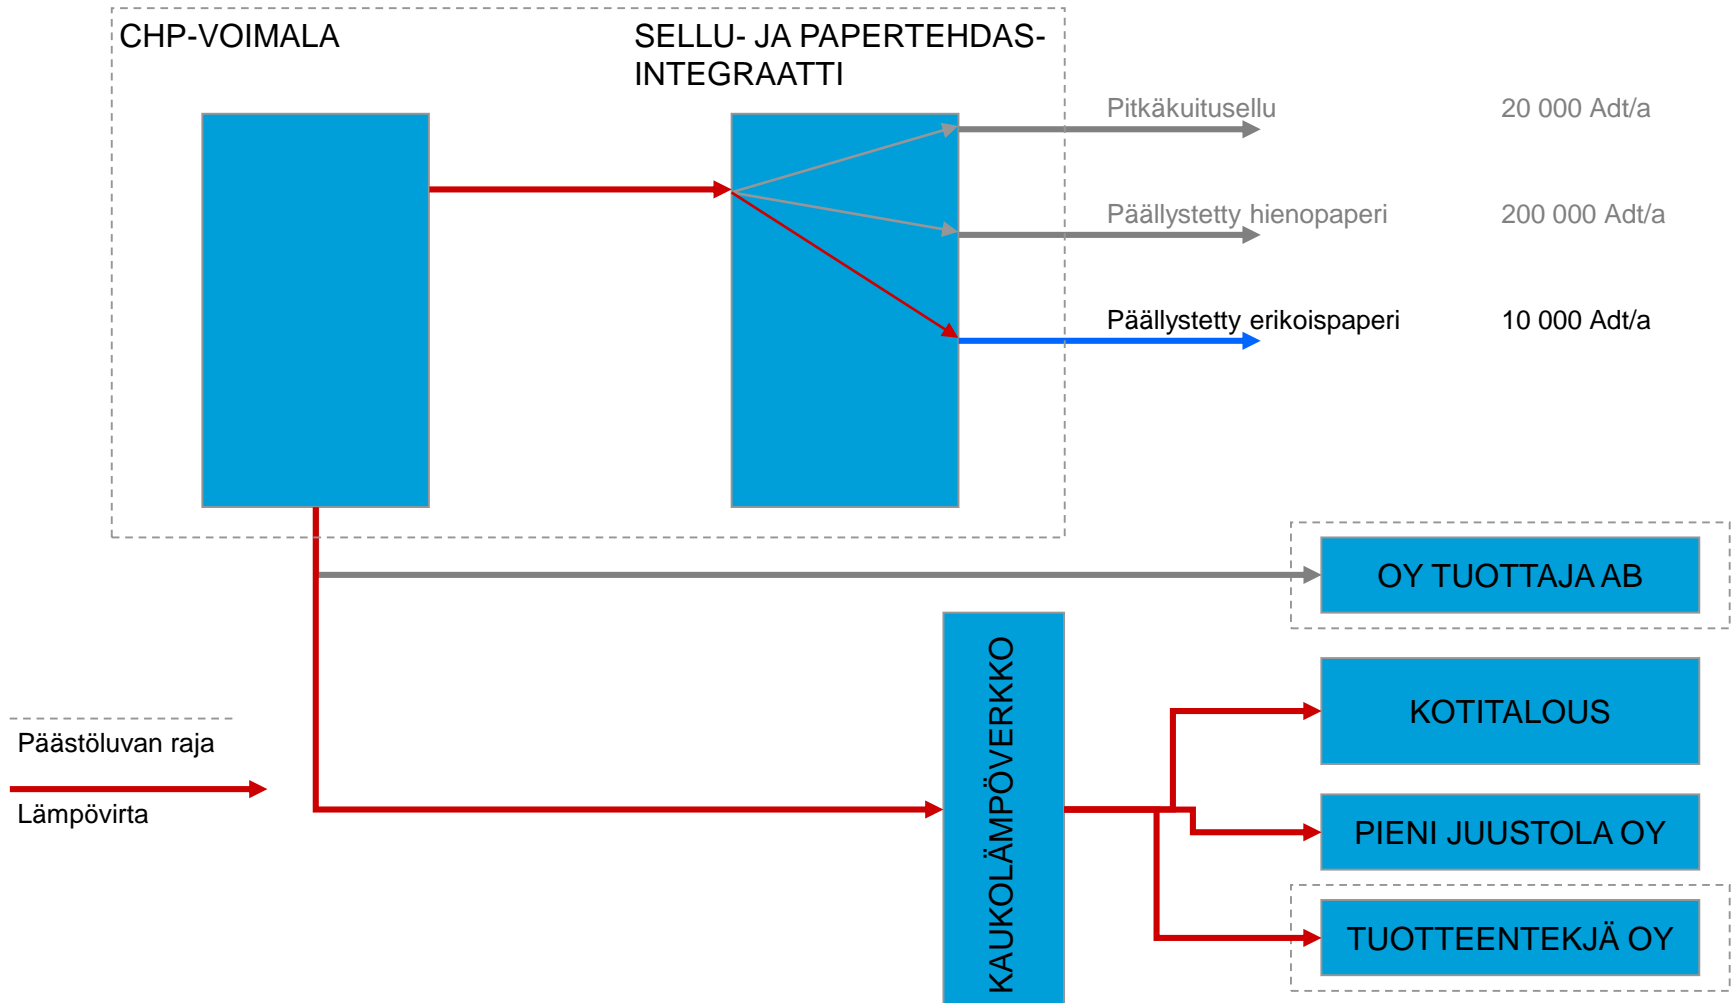 CHP-VOIMALA
SELLU- JA PAPERTEHDAS-
INTEGRAATTI
Pitkäkuitusellu 20 000 Adt/a
Päällystetty hienopaperi 200 000 Adt/a
Päällystetty erikoispaperi 10 000 Adt/a
OY TUOTTAJA AB
KAUKOLÄMPÖVERKKO
KOTITALOUS
PIENI JUUSTOLA OY
TUOTTEENTEKJÄ OY
Päästöluvan raja
Lämpövirta